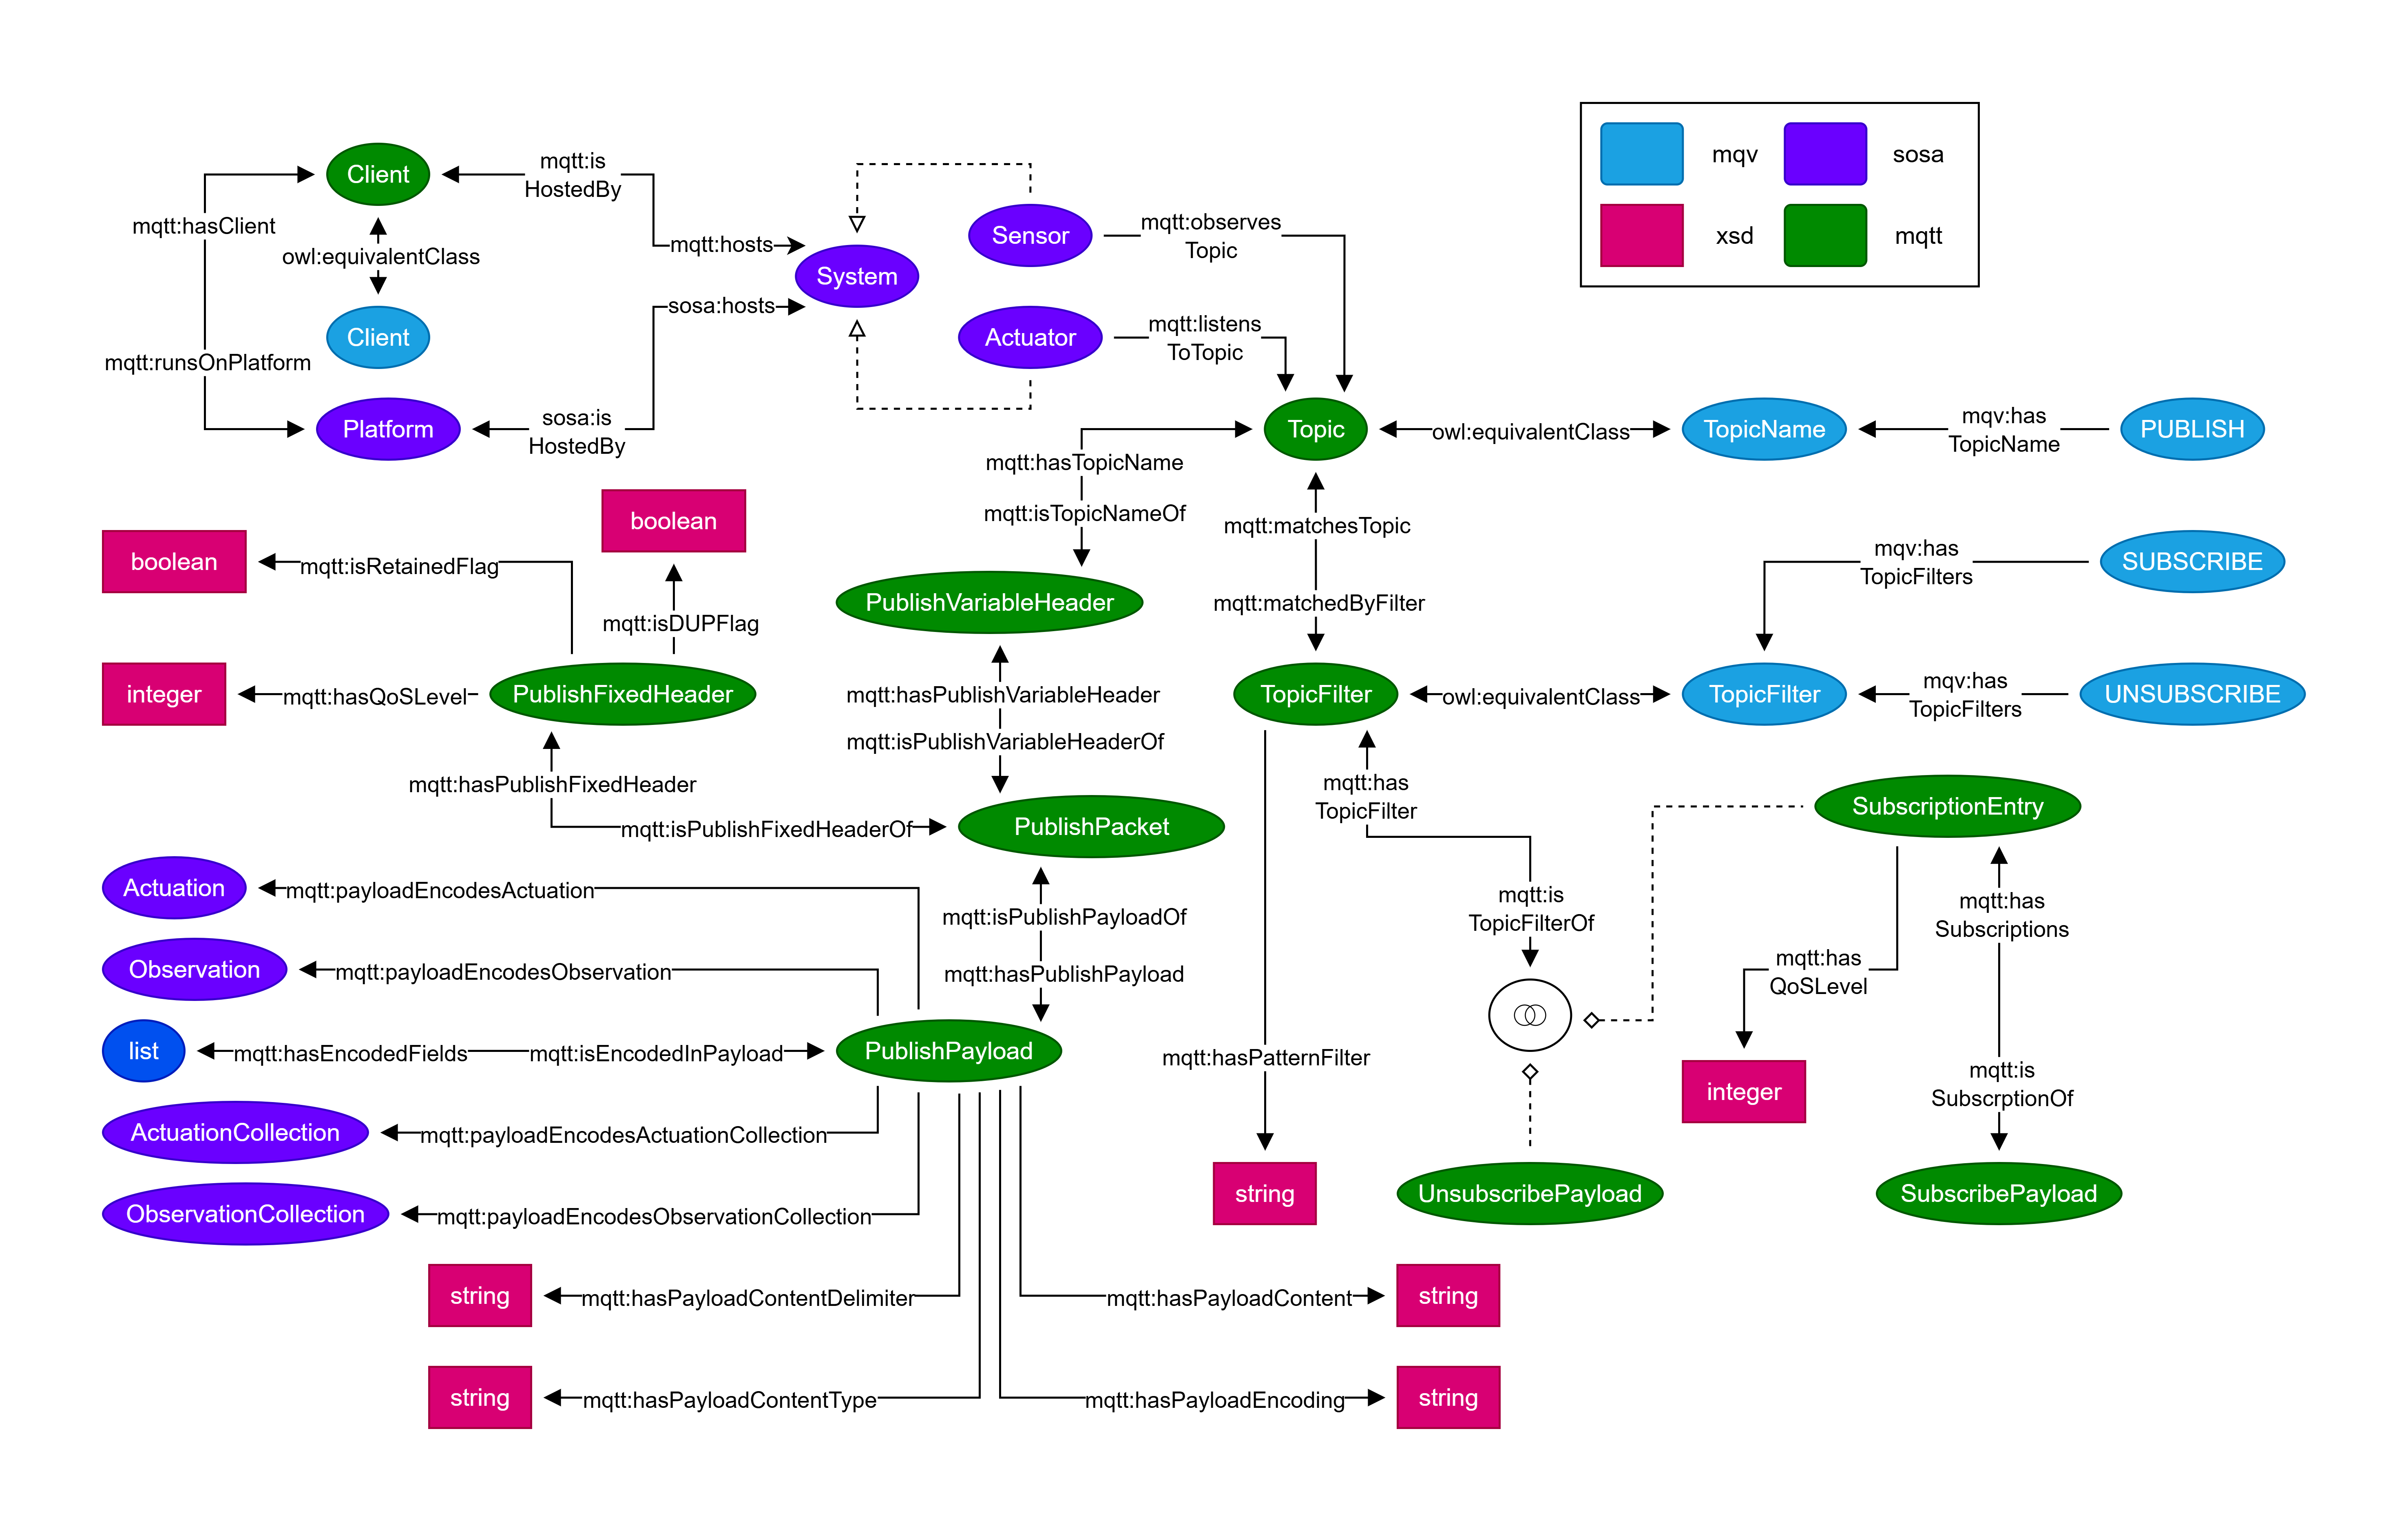 mqv
sosa
xsd
mqtt
Client
mqtt:is
HostedBy
mqtt:hasClient
owl:equivalentClass
mqtt:hosts
System
Sensor
mqtt:observes
Topic
sosa:hosts
Client
Actuator
mqtt:listens
ToTopic
mqtt:runsOnPlatform
Platform
sosa:is
HostedBy
Topic
owl:equivalentClass
TopicName
mqv:has
TopicName
PUBLISH
mqtt:hasTopicName
mqtt:isTopicNameOf
mqtt:matchesTopic
mqtt:matchedByFilter
boolean
boolean
mqtt:isRetainedFlag
mqtt:isDUPFlag
PublishVariableHeader
mqv:has
TopicFilters
SUBSCRIBE
integer
mqtt:hasQoSLevel
PublishFixedHeader
mqtt:hasPublishVariableHeader
mqtt:isPublishVariableHeaderOf
TopicFilter
owl:equivalentClass
TopicFilter
mqv:has
TopicFilters
UNSUBSCRIBE
mqtt:hasPublishFixedHeader
mqtt:isPublishFixedHeaderOf
PublishPacket
mqtt:has
TopicFilter
SubscriptionEntry
Actuation
mqtt:payloadEncodesActuation
mqtt:isPublishPayloadOf
mqtt:is
TopicFilterOf
mqtt:has
Subscriptions
Observation
mqtt:payloadEncodesObservation
mqtt:hasPublishPayload
mqtt:has
QoSLevel
list
mqtt:hasEncodedFields
mqtt:isEncodedInPayload
PublishPayload
mqtt:hasPatternFilter
integer
mqtt:is
SubscrptionOf
ActuationCollection
mqtt:payloadEncodesActuationCollection
ObservationCollection
mqtt:payloadEncodesObservationCollection
string
UnsubscribePayload
SubscribePayload
string
mqtt:hasPayloadContentDelimiter
mqtt:hasPayloadContent
string
string
mqtt:hasPayloadContentType
mqtt:hasPayloadEncoding
string